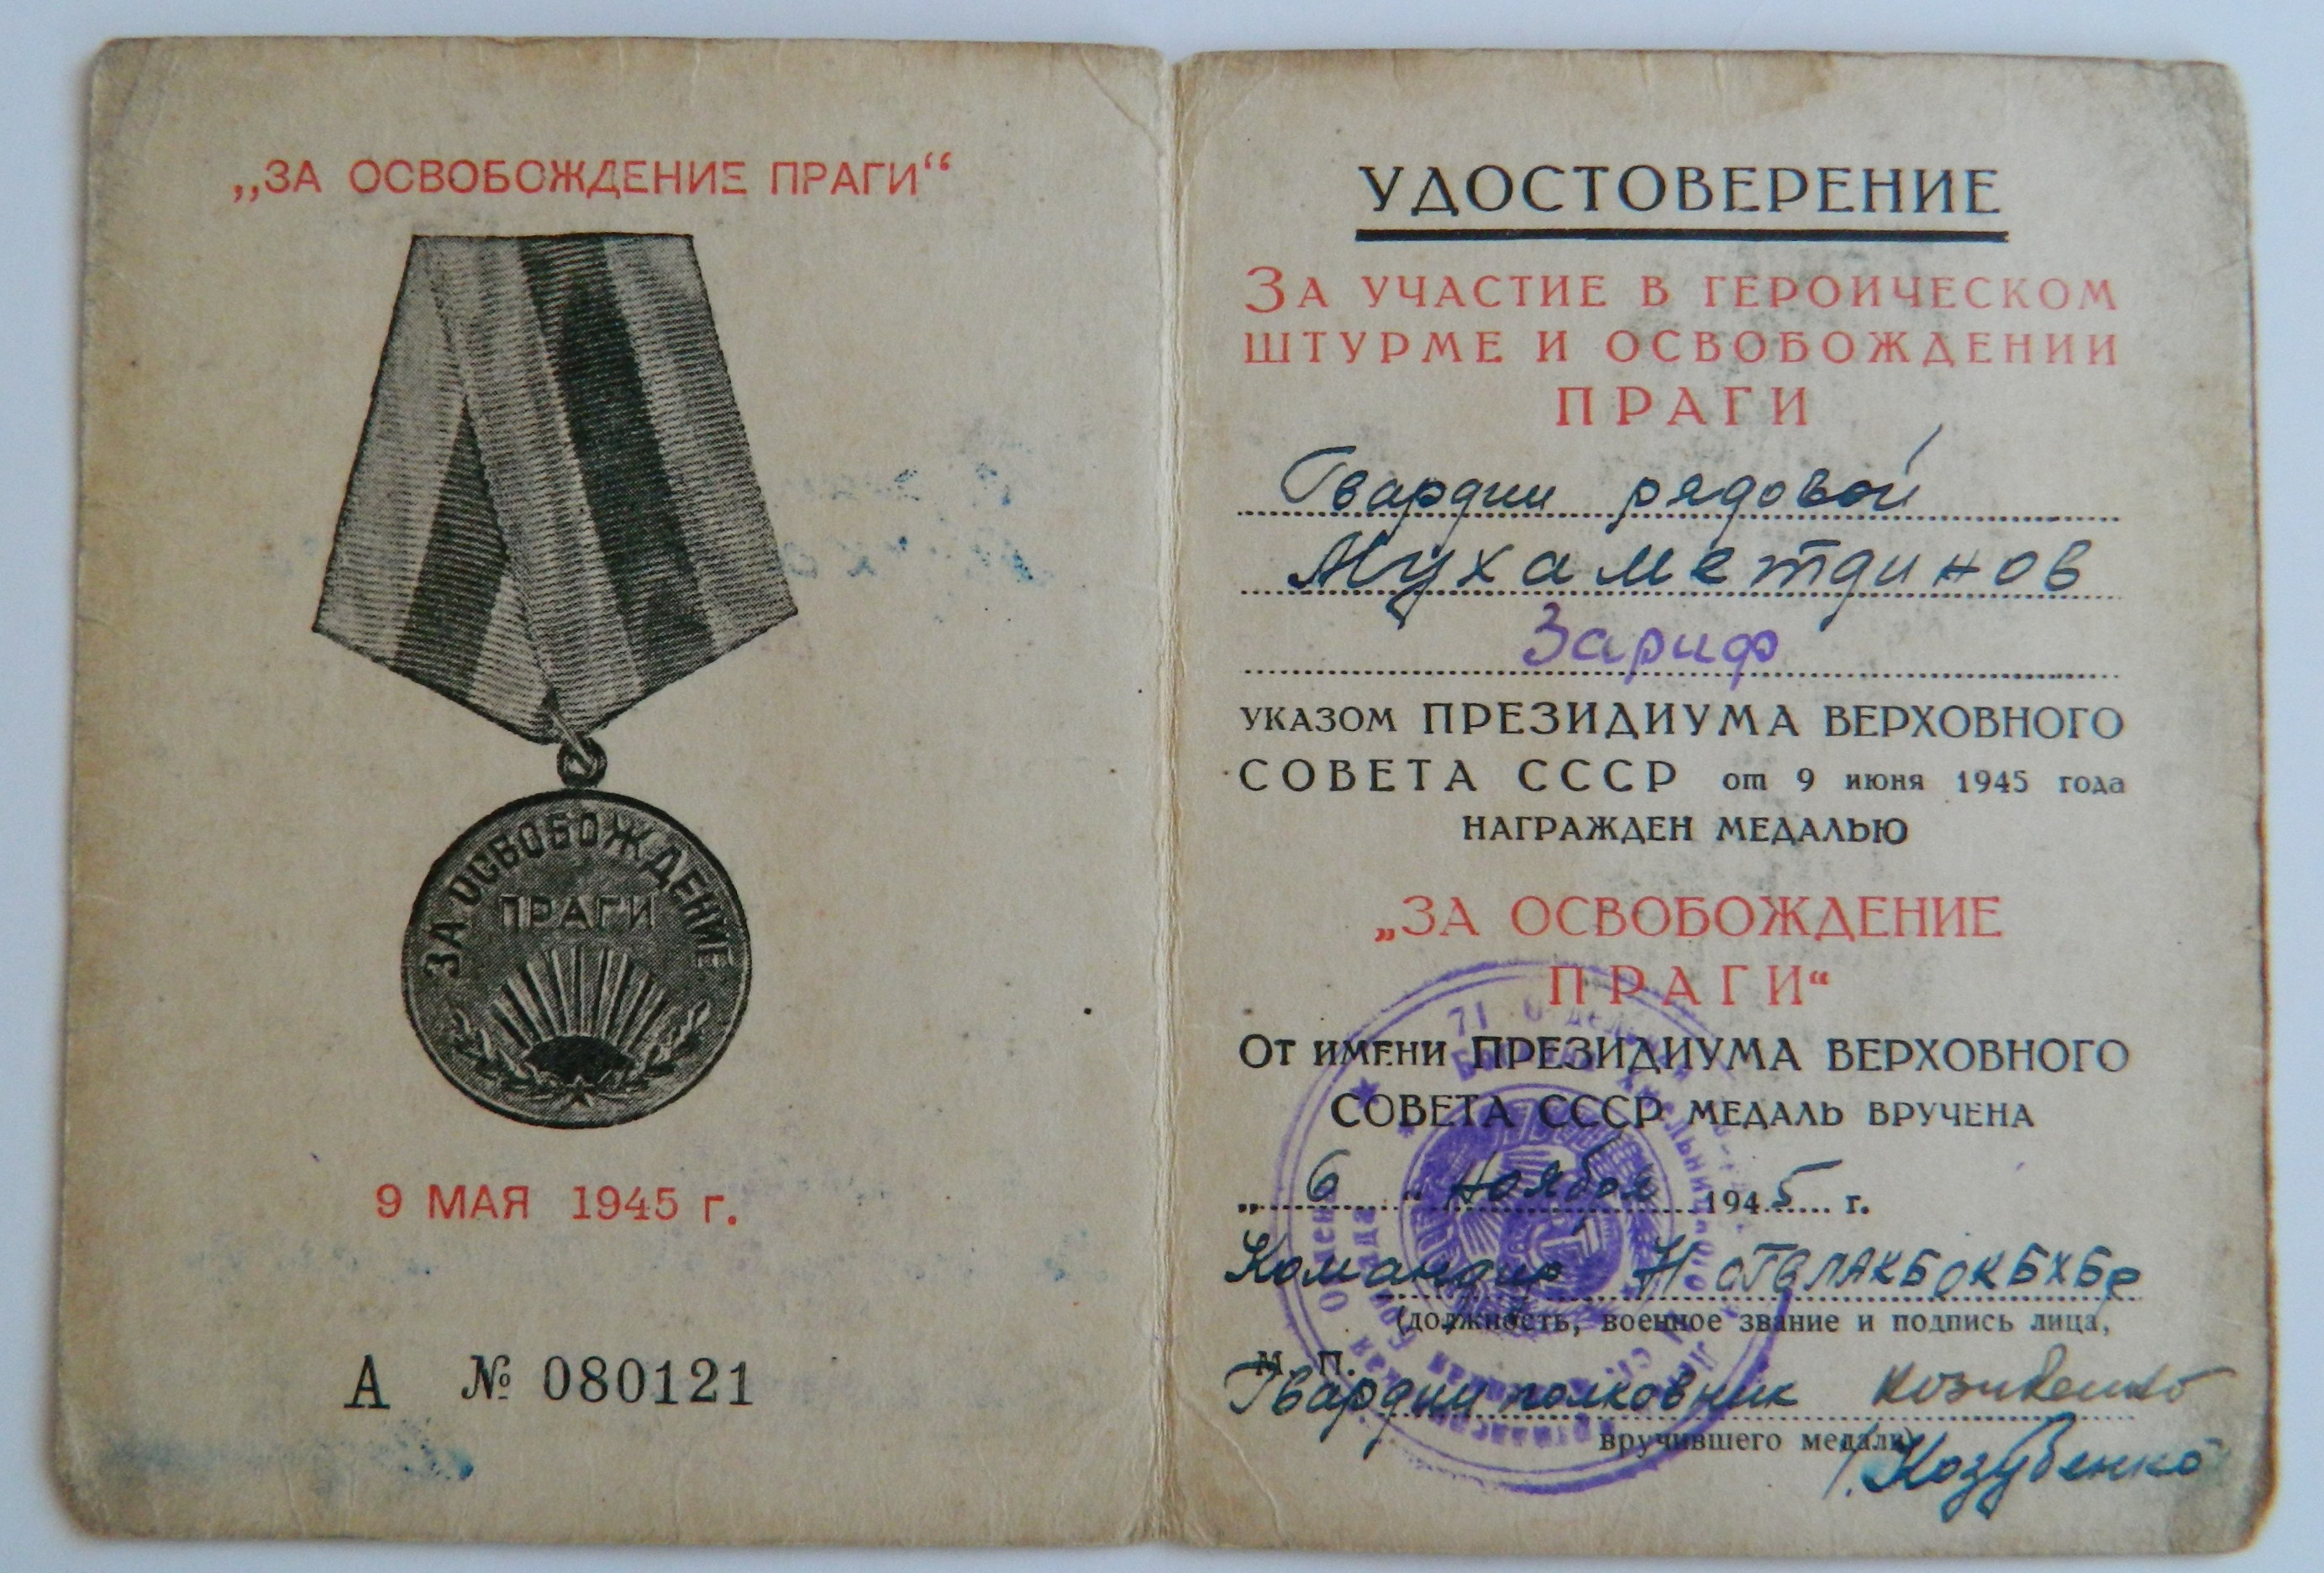 „ЗА ОСВОБОЖДЕНИЕ ПРАГИ“
ЗА ОСВОБОЖДЕНИЕ
ПРАГИ
9 МАЯ 1945 г.
А № 080121
УДОСТОВЕРЕНИЕ
ЗА УЧАСТИЕ В ГЕРОИЧЕСКОМ
ШТУРМЕ И ОСВОБОЖДЕНИИ
ПРАГИ
Гвардии рядовой
Мухаметдинов
Зариф
УКАЗОМ ПРЕЗИДИУМА ВЕРХОВНОГО
СОВЕТА СССР от 9 июня 1945 года
НАГРАЖДЕН МЕДАЛЬЮ
„ЗА ОСВОБОЖДЕНИЕ
ПРАГИ“
ОТ ИМЕНИ ПРЕЗИДИУМА ВЕРХОВНОГО
СОВЕТА СССР МЕДАЛЬ ВРУЧЕНА
„6“ Ноября 1945 г.
Командир
(должность, военное звание и подпись лица,
М. П.
Гвардии полковник
вручившего медаль)
/Козубенко